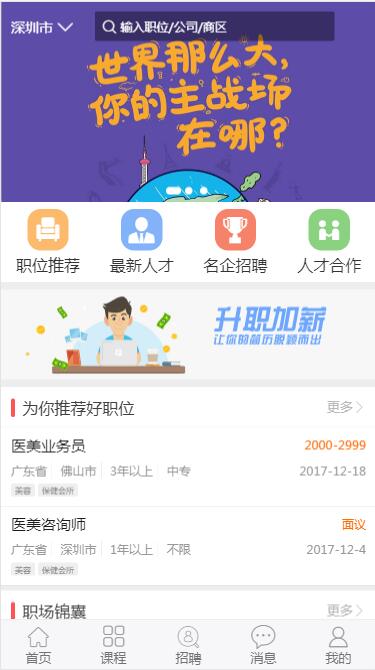 深圳市 输入职位/公司/商区
世界那么大,
你的主战场
在哪?
职位推荐 最新人才 名企招聘 人才合作
升职加薪
让你的简历脱颖而出
为你推荐好职位 更多
医美业务员 2000-2999
广东省 佛山市 3年以上 中专 2017-12-18
美容 保健会所
医美咨询师 面议
广东省 深圳市 1年以上 不限 2017-12-4
美容 保健会所
职场锦囊 更多
首页 课程 招聘 消息 我的